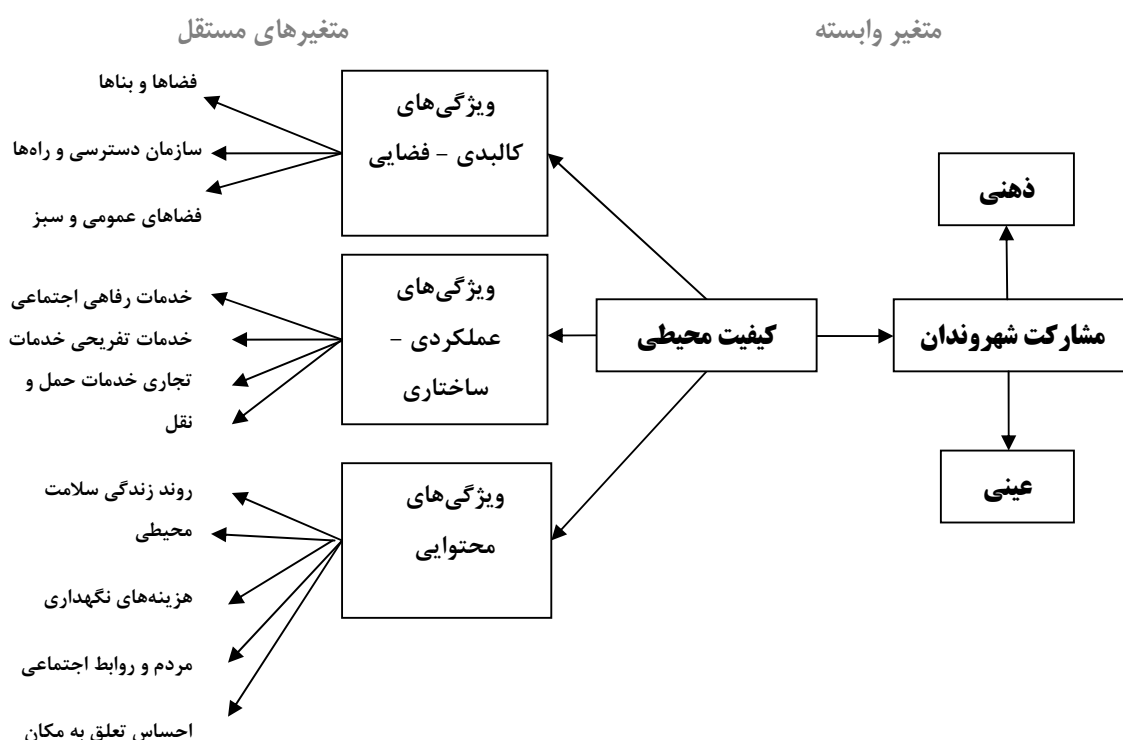 متغیر وابسته
متغیرهای مستقل
ذهنی
مشارکت شهروندان
عینی
کیفیت محیطی
ویژگی‌های
کالبدی - فضایی
فضاها و بناها
سازمان دسترسی و راه‌ها
فضاهای عمومی و سبز
ویژگی‌های
عملکردی -
ساختاری
خدمات رفاهی اجتماعی
خدمات تفریحی خدمات
تجاری خدمات حمل و
نقل
ویژگی‌های
محتوایی
روند زندگی سلامت
محیطی
هزینه‌های نگهداری
مردم و روابط اجتماعی
احساس تعلق به مکان